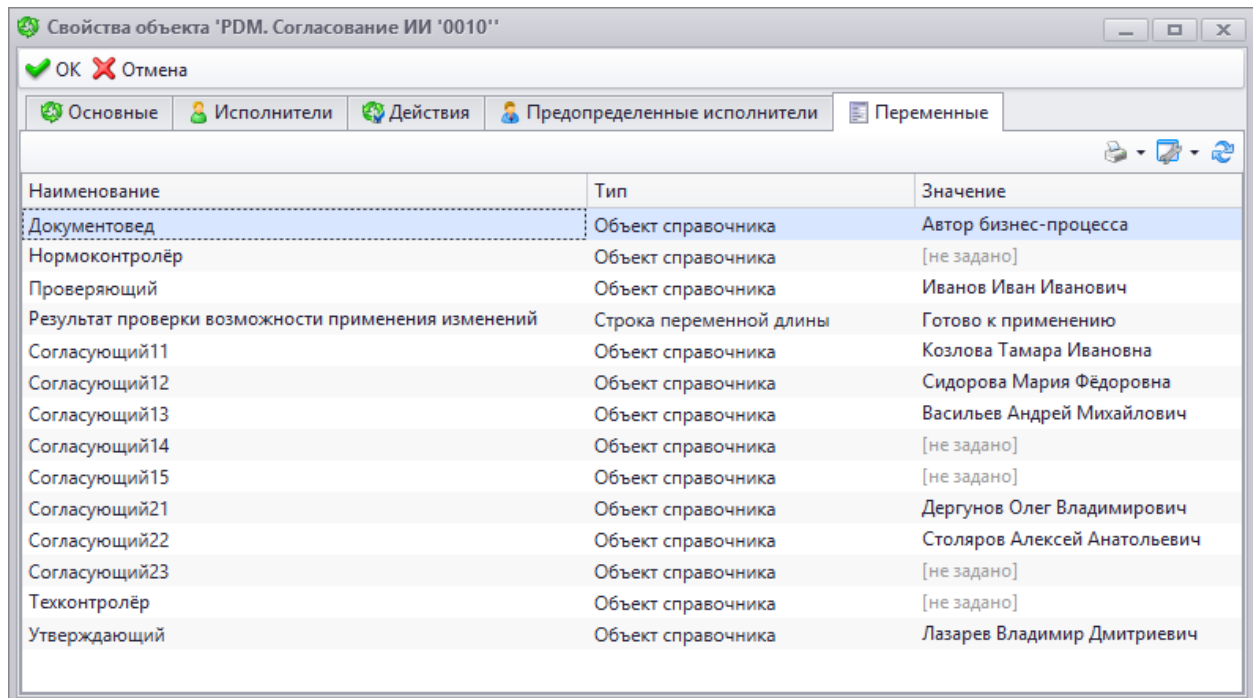 Свойства объекта 'PDM. Согласование ИИ '0010''
ОК Отмена
Основные Исполнители Действия Предопределенные исполнители Переменные
Наименование Тип Значение
Документовед Объект справочника Автор бизнес-процесса
Нормоконтролёр Объект справочника [не задано]
Проверяющий Объект справочника Иванов Иван Иванович
Результат проверки возможности применения изменений Строка переменной длины Готово к применению
Согласующий11 Объект справочника Козлова Тамара Ивановна
Согласующий12 Объект справочника Сидорова Мария Фёдоровна
Согласующий13 Объект справочника Васильев Андрей Михайлович
Согласующий14 Объект справочника [не задано]
Согласующий15 Объект справочника [не задано]
Согласующий21 Объект справочника Дергунов Олег Владимирович
Согласующий22 Объект справочника Столяров Алексей Анатольевич
Согласующий23 Объект справочника [не задано]
Техконтролёр Объект справочника [не задано]
Утверждающий Объект справочника Лазарев Владимир Дмитриевич